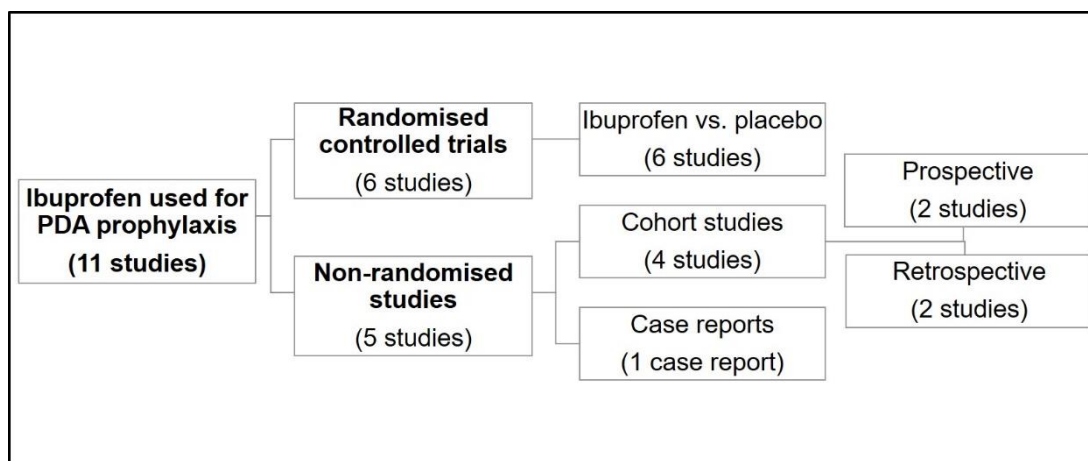 Ibuprofen used for
PDA prophylaxis
(11 studies)
Randomised
controlled trials
(6 studies)
Non-randomised
studies
(5 studies)
Ibuprofen vs. placebo
(6 studies)
Cohort studies
(4 studies)
Case reports
(1 case report)
Prospective
(2 studies)
Retrospective
(2 studies)